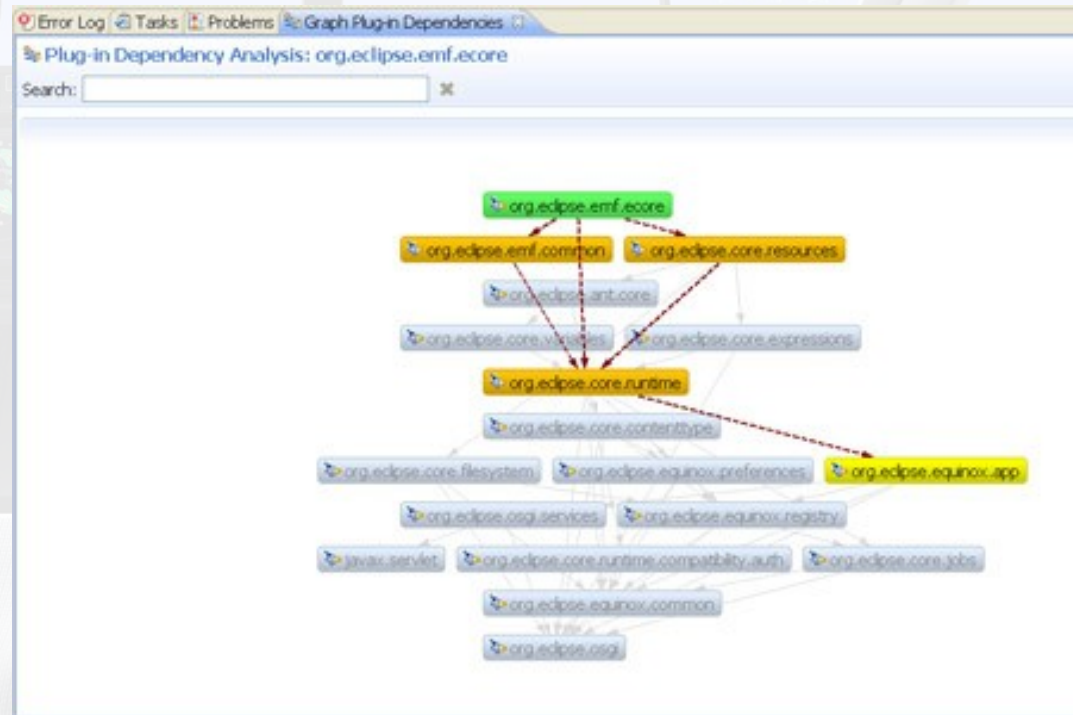 Error Log Tasks Problems Graph Plug-in Dependencies
Plug-in Dependency Analysis: org.eclipse.emf.ecore
Search:
org.eclipse.emf.ecore
org.eclipse.emf.common org.eclipse.core.resources
org.eclipse.ant.core
org.eclipse.core.variables org.eclipse.core.expressions
org.eclipse.core.runtime
org.eclipse.core.contenttype
org.eclipse.core.filesystem org.eclipse.equinox.preferences org.eclipse.equinox.app
org.eclipse.osgi.services org.eclipse.equinox.registry
javax.servlet org.eclipse.core.runtime.compatibility.auth org.eclipse.core.jobs
org.eclipse.equinox.common
org.eclipse.osgi